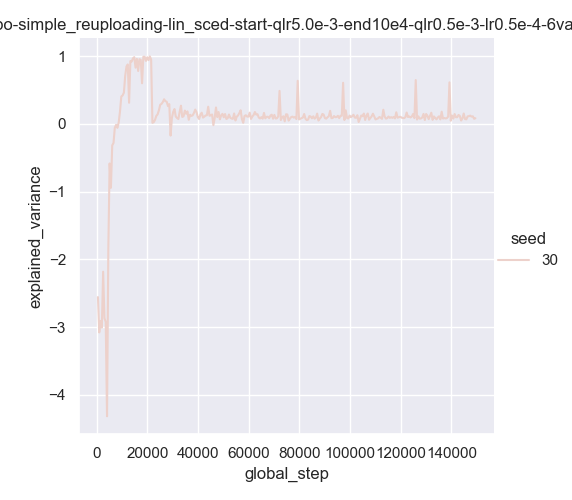 oo-simple_reuploading-lin_sced-start-qlr5.0e-3-end10e4-qlr0.5e-3-lr0.5e-4-6va
1
0
−1
−2
−3
−4
explained_variance
0 20000 40000 60000 80000 100000 120000 140000
global_step
seed
30